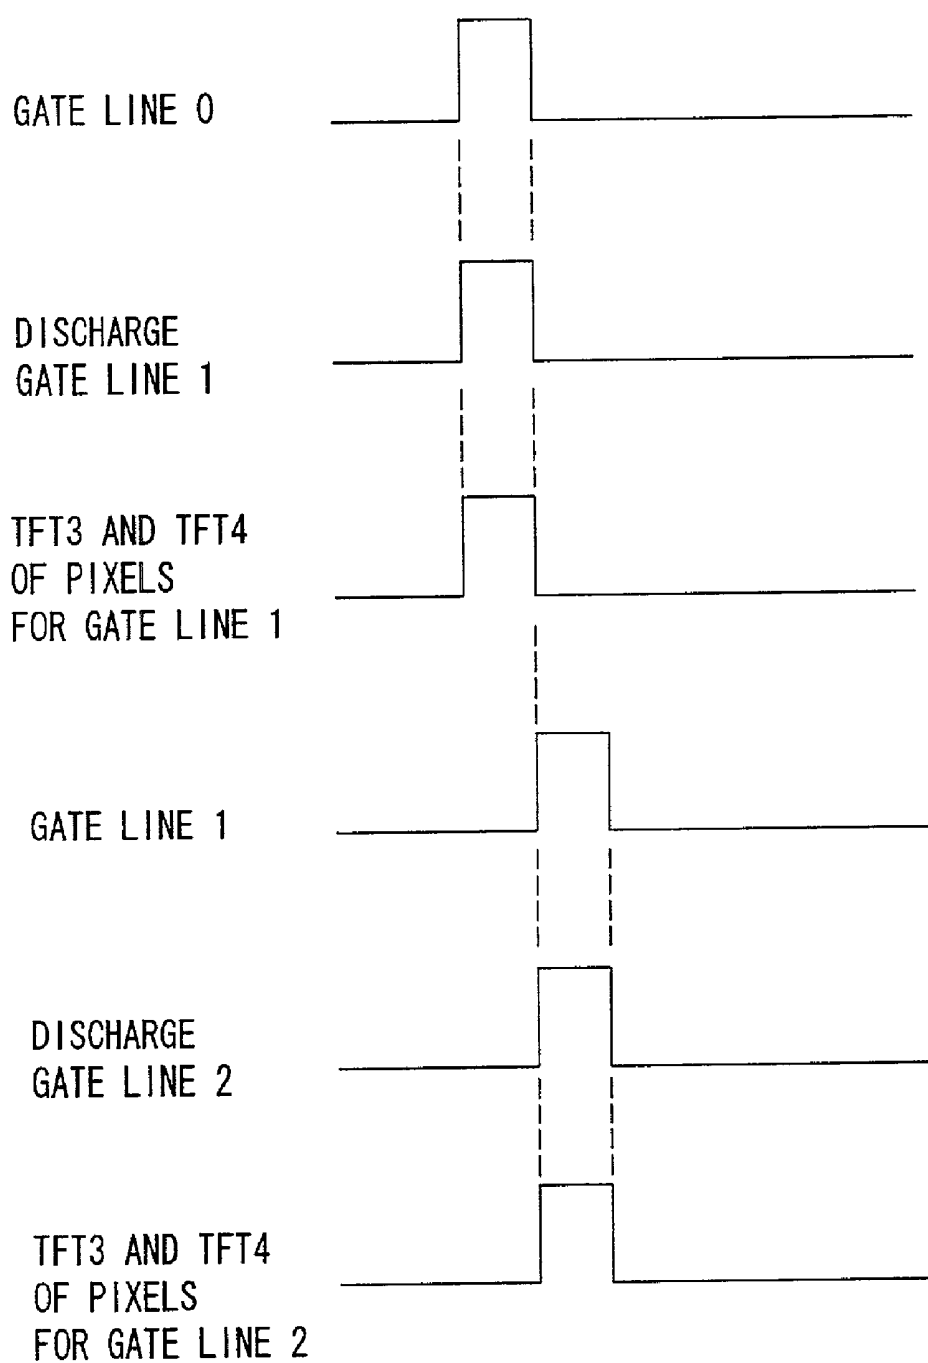 GATE LINE 0
DISCHARGE
GATE LINE 1
TFT3 AND TFT4
OF PIXELS
FOR GATE LINE 1
GATE LINE 1
DISCHARGE
GATE LINE 2
TFT3 AND TFT4
OF PIXELS
FOR GATE LINE 2